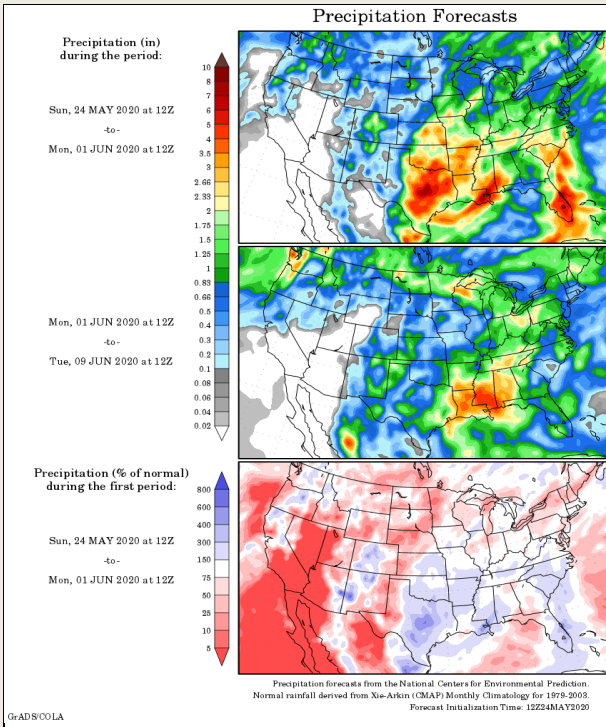 Precipitation Forecasts
Precipitation (in)
during the period:
Sun, 24 MAY 2020 at 12Z
-to-
Mon, 01 JUN 2020 at 12Z
10
8
7
6
5
4
3.5
3
2.66
2.33
2
1.75
1.5
1.25
1
0.83
0.66
0.5
0.4
0.3
0.2
0.1
0.08
0.06
0.04
0.02
Mon, 01 JUN 2020 at 12Z
-to-
Tue, 09 JUN 2020 at 12Z
Precipitation (% of normal)
during the first period:
Sun, 24 MAY 2020 at 12Z
-to-
Mon, 01 JUN 2020 at 12Z
800
600
400
300
150
75
50
25
10
5
Precipitation forecasts from the National Centers for Environmental Prediction.
Normal rainfall derived from Xie-Arkin (CMAP) Monthly Climatology for 1979-2003.
Forecast Initialization Time: 12Z24MAY2020
GrADS/COLA